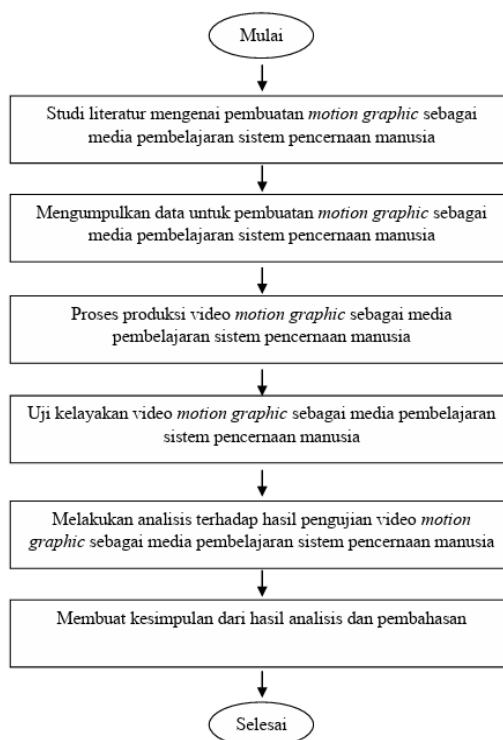 Mulai
Studi literatur mengenai pembuatan motion graphic sebagai
media pembelajaran sistem pencernaan manusia
Mengumpulkan data untuk pembuatan motion graphic sebagai
media pembelajaran sistem pencernaan manusia
Proses produksi video motion graphic sebagai media
pembelajaran sistem pencernaan manusia
Uji kelayakan video motion graphic sebagai media pembelajaran
sistem pencernaan manusia
Melakukan analisis terhadap hasil pengujian video motion
graphic sebagai media pembelajaran sistem pencernaan manusia
Membuat kesimpulan dari hasil analisis dan pembahasan
Selesai